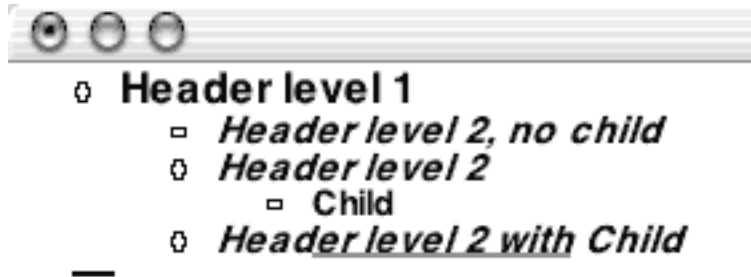 Header level 1
Header level 2, no child
Header level 2
Child
Header level 2 with Child